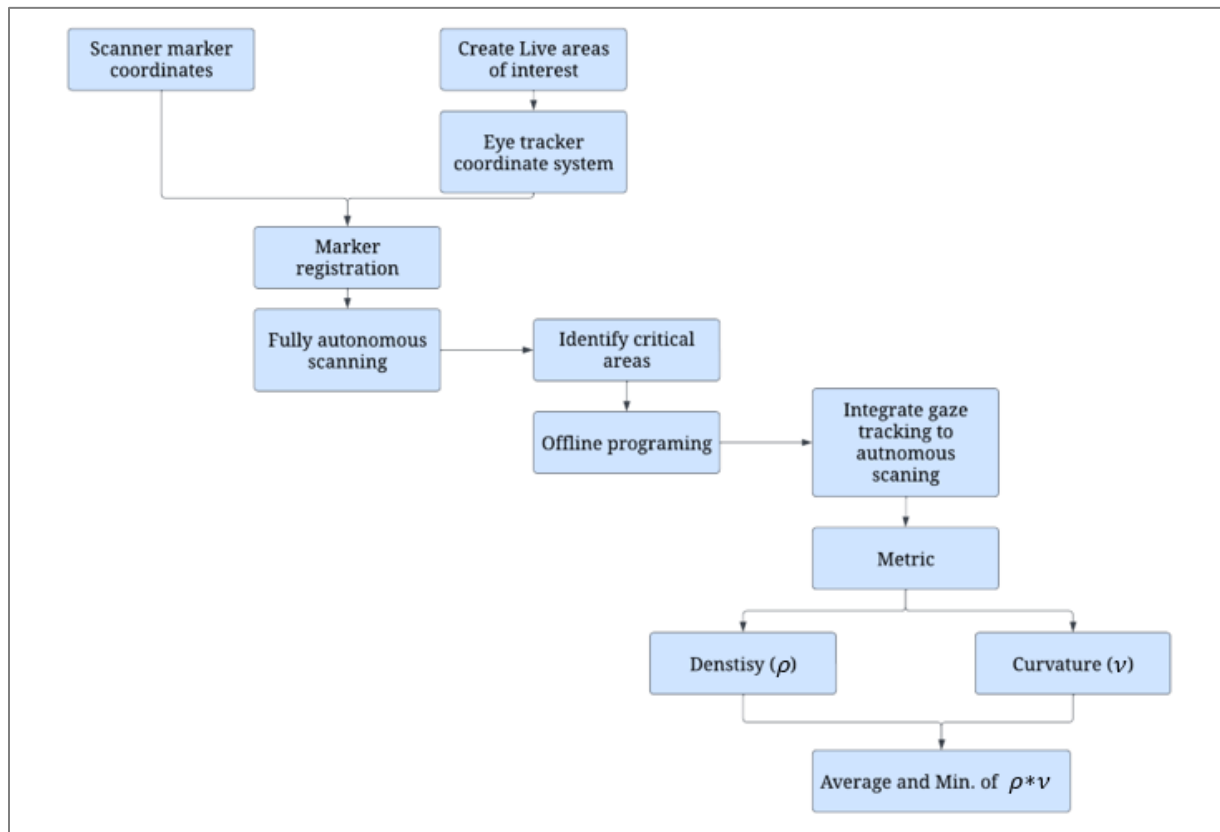 Scanner marker
coordinates
Create Live areas
of interest
Eye tracker
coordinate system
Marker
registration
Fully autonomous
scanning
Identify critical
areas
Offline programing
Integrate gaze
tracking to
autnomous
scaning
Metric
Denstisy (ρ)
Curvature (ν)
Average and Min. of ρ*ν